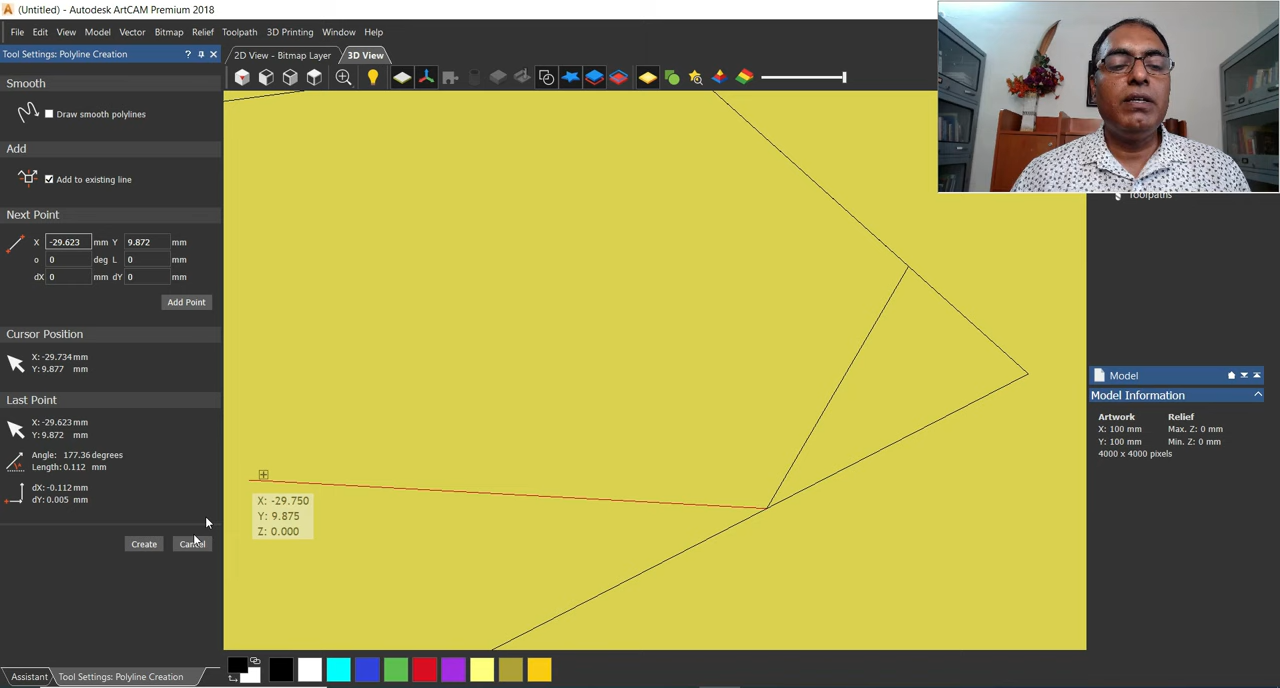 (Untitled) - Autodesk ArtCAM Premium 2018
File Edit View Model Vector Toolpath Bitmap Relief 3D Printing Window Help
Tool Settings: Polyline Creation ?
2D View - Bitmap Layer 3D View
Smooth
Draw smooth polylines
Add
Add to existing line
Next Point
X -29.623 mm Y 9.872 mm
o 0 deg L 0 mm
dX 0 mm dY 0 mm
Add Point
Cursor Position
X: -29.734 mm
Y: 9.877 mm
Last Point
X: -29.623 mm
Y: 9.872 mm
Angle: 177.36 degrees
Length: 0.112 mm
dX: -0.112 mm
dY: 0.005 mm
Create Cancel
X: -29.750
Y: 9.875
Z: 0.000
Toolpaths
Model
Model Information
Artwork Relief
X: 100 mm Max. Z: 0 mm
Y: 100 mm Min. Z: 0 mm
4000 x 4000 pixels
Assistant Tool Settings: Polyline Creation